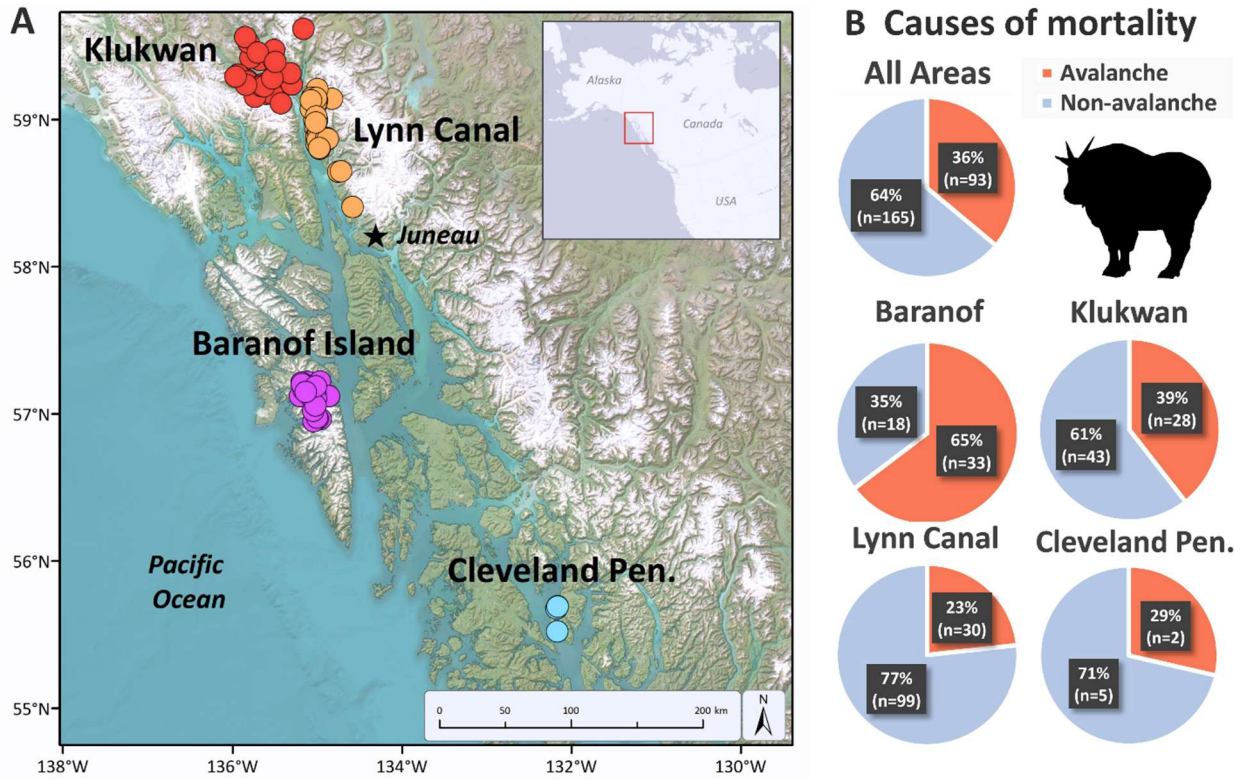 A
Klukwan
Lynn Canal
Juneau
Baranof Island
Pacific
Ocean
Cleveland Pen.
Alaska
Canada
USA
59°N
58°N
57°N
56°N
55°N
138°W
136°W
134°W
132°W
130°W
0 50 100 200 km
N
B Causes of mortality
All Areas
Avalanche
Non-avalanche
36%
(n=93)
64%
(n=165)
Baranof
35%
(n=18)
65%
(n=33)
Klukwan
39%
(n=28)
61%
(n=43)
Lynn Canal
23%
(n=30)
77%
(n=99)
Cleveland Pen.
29%
(n=2)
71%
(n=5)